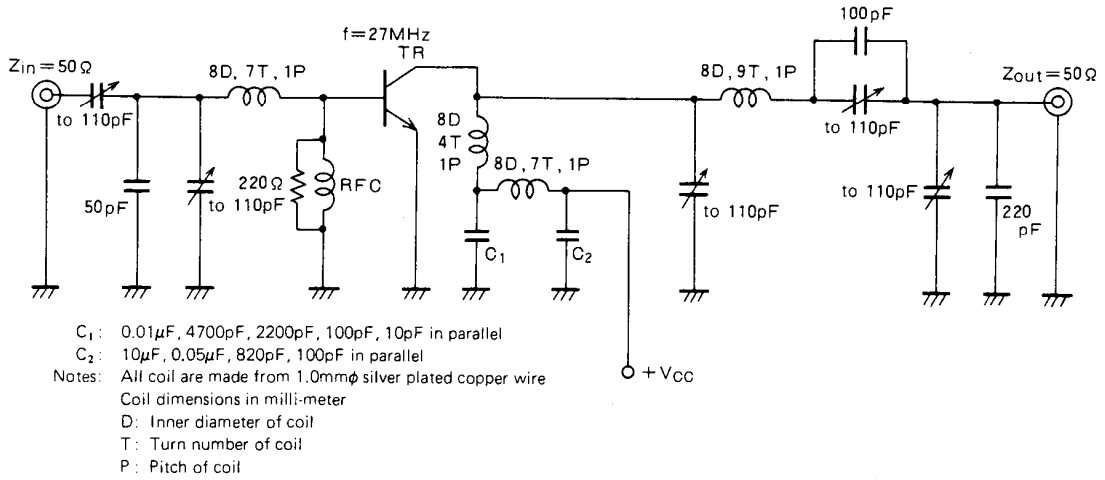 100pF
f=27MHz
TR
Zin=50Ω
8D, 7T, 1P
8D, 9T, 1P
Zout=50Ω
to 110pF
to 110pF
8D
4T
1P
8D, 7T, 1P
220Ω
RFC
50pF
to 110pF
to 110pF
to 110pF
220
pF
C₁
C₂
C₁: 0.01μF, 4700pF, 2200pF, 100pF, 10pF in parallel
C₂: 10μF, 0.05μF, 820pF, 100pF in parallel
Notes: All coil are made from 1.0mmϕ silver plated copper wire
Coil dimensions in milli-meter
D: Inner diameter of coil
T: Turn number of coil
P: Pitch of coil
+VCC